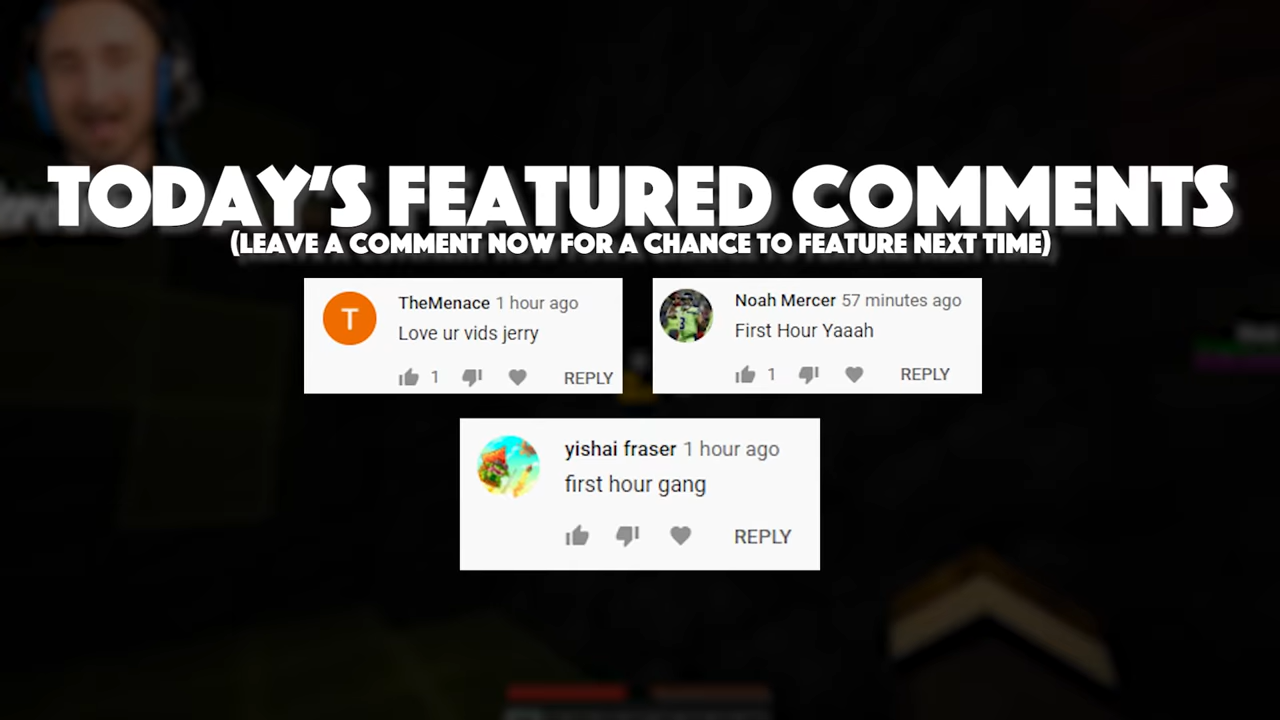 TODAY'S FEATURED COMMENTS
(LEAVE A COMMENT NOW FOR A CHANCE TO FEATURE NEXT TIME)
TheMenace 1 hour ago
Love ur vids jerry
1 REPLY
T
Noah Mercer 57 minutes ago
First Hour Yaaah
1 REPLY
yishai fraser 1 hour ago
first hour gang
REPLY